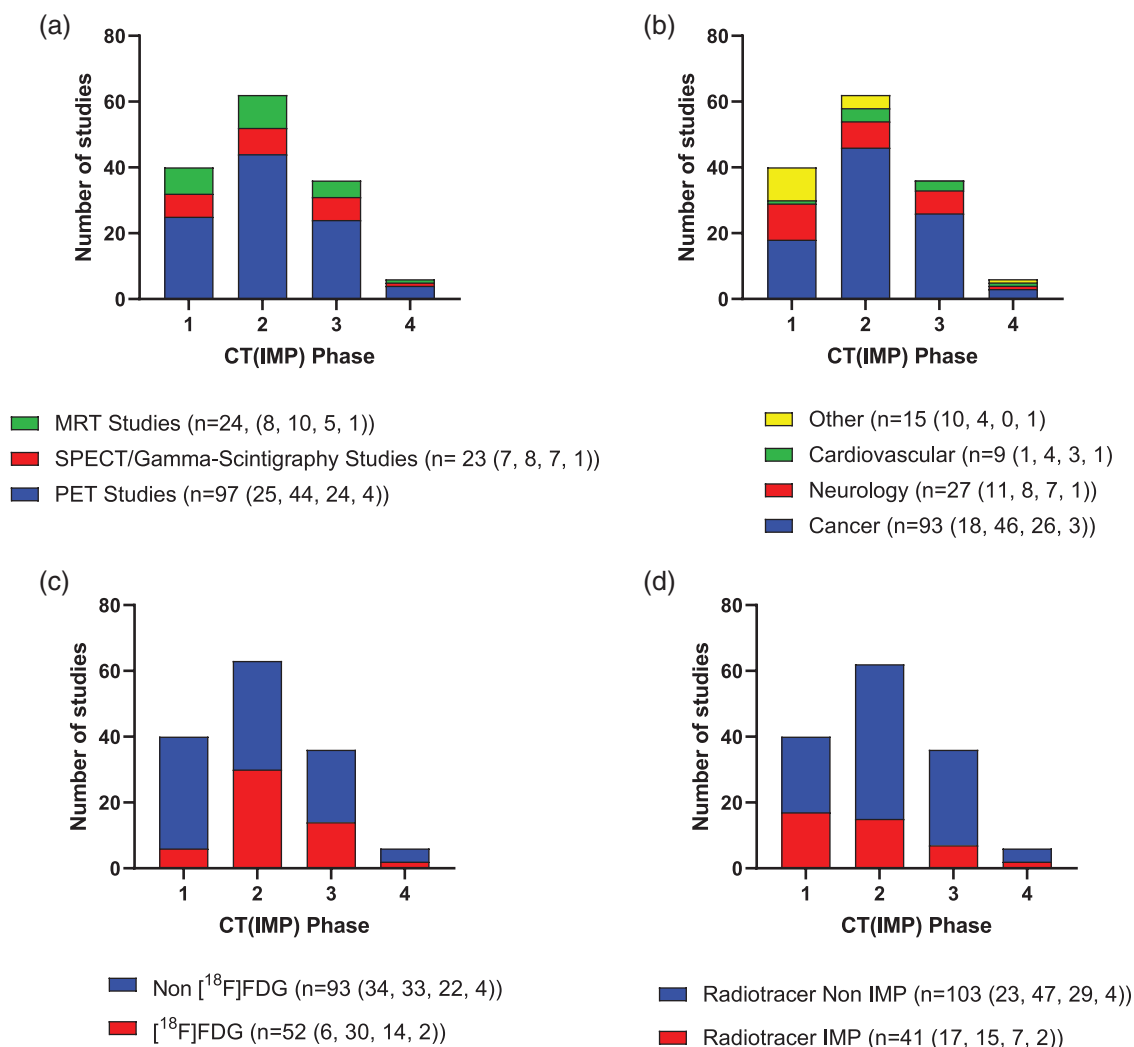 (a)
Number of studies
80
60
40
20
0
1 2 3 4
CT(IMP) Phase
MRT Studies (n=24, (8, 10, 5, 1))
SPECT/Gamma-Scintigraphy Studies (n= 23 (7, 8, 7, 1))
PET Studies (n=97 (25, 44, 24, 4))
(b)
Number of studies
80
60
40
20
0
1 2 3 4
CT(IMP) Phase
Other (n=15 (10, 4, 0, 1)
Cardiovascular (n=9 (1, 4, 3, 1)
Neurology (n=27 (11, 8, 7, 1))
Cancer (n=93 (18, 46, 26, 3))
(c)
Number of studies
80
60
40
20
0
1 2 3 4
CT(IMP) Phase
Non [¹⁸F]FDG (n=93 (34, 33, 22, 4))
[¹⁸F]FDG (n=52 (6, 30, 14, 2))
(d)
Number of studies
80
60
40
20
0
1 2 3 4
CT(IMP) Phase
Radiotracer Non IMP (n=103 (23, 47, 29, 4))
Radiotracer IMP (n=41 (17, 15, 7, 2))